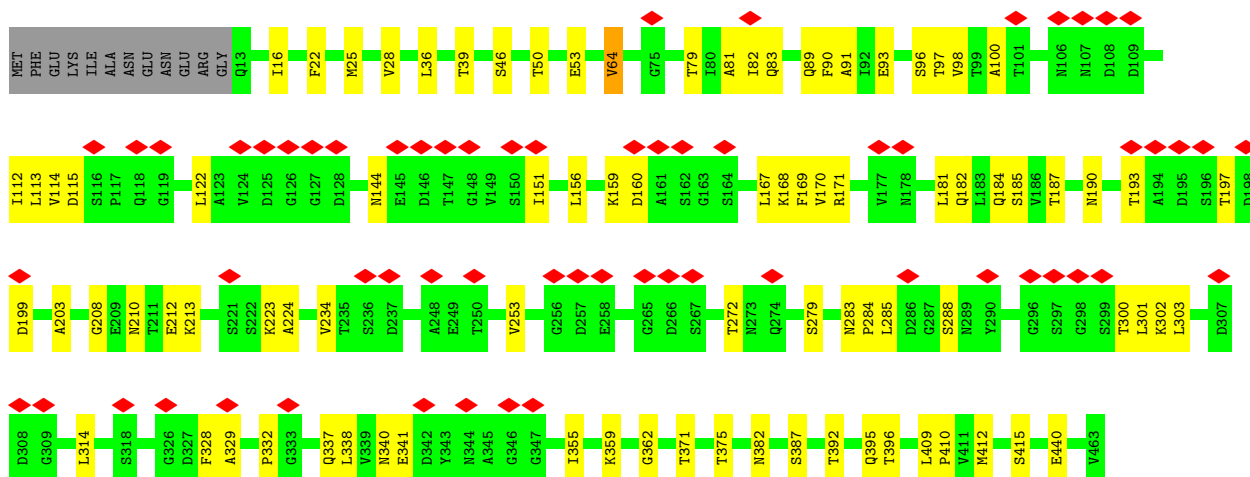 MET PHE GLU LYS ILE ALA ASN GLU ASN GLU ARG GLY Q13 I16 F22 M25 V28 L36 T39 S46 T50 E53 V64 G75 T79 I80 A81 I82 Q83 Q89 F90 A91 I92 E93 S96 T97 V98 T99 A100 T101 N106 N107 D108 D109
I112 L113 V114 D115 S116 P117 Q118 G119 L122 A123 V124 D125 G126 G127 D128 N144 E145 D146 T147 G148 V149 S150 I151 L156 K159 D160 A161 S162 G163 S164 L167 K168 F169 V170 R171 V177 N178 L181 Q182 L183 Q184 S185 V186 T187 N190 T193 A194 D195 S196 T197 D198
D199 A203 G208 E209 N210 T211 E212 K213 S221 S222 K223 A224 V234 T235 S236 D237 A248 E249 T250 V253 G256 D257 E258 G265 D266 S267 T272 N273 Q274 S279 N283 P284 L285 D286 G287 S288 N289 Y290 G296 S297 G298 S299 T300 L301 K302 L303 D307
D308 G309 L314 S318 G326 D327 F328 A329 P332 G333 Q337 L338 V339 N340 E341 D342 Y343 N344 A345 G346 G347 I355 K359 G362 T371 T375 N382 S387 T392 Q395 T396 L409 P410 V411 M412 S415 E440 V463